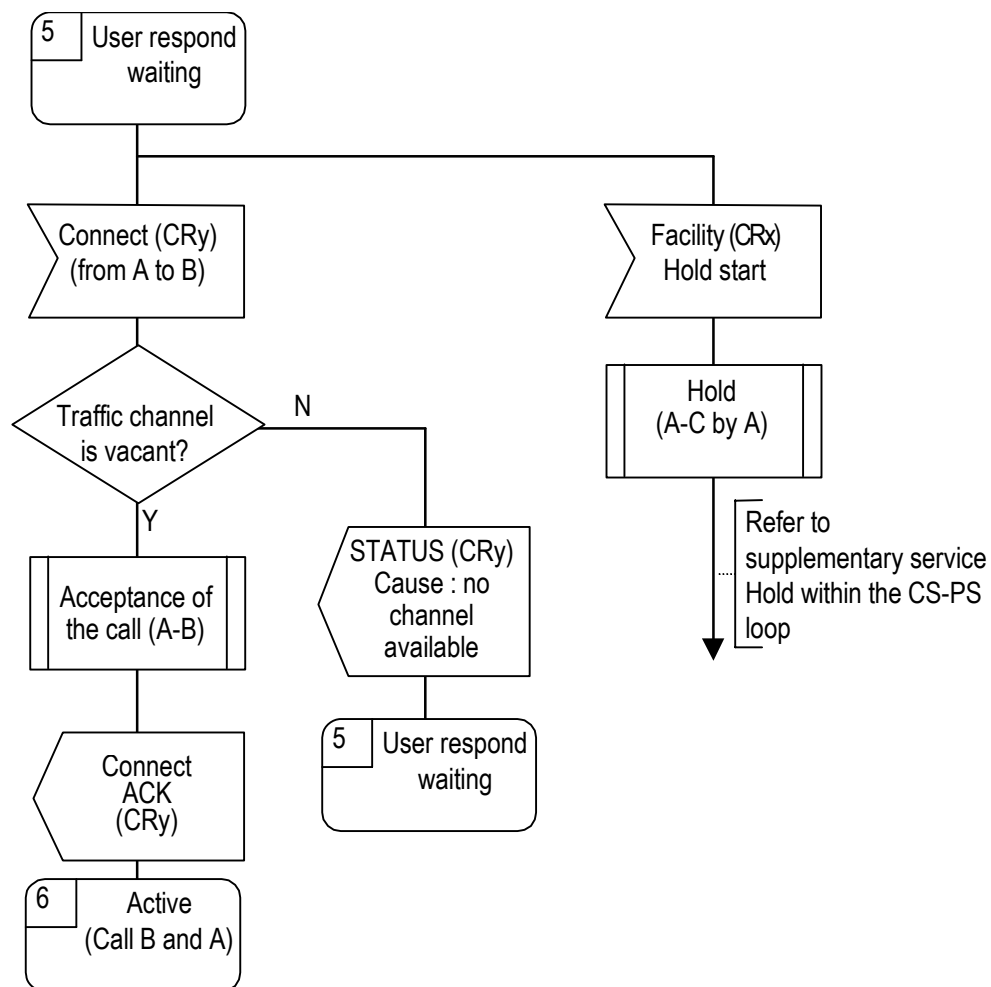 5
User respond
waiting
Connect (CRy)
(from A to B)
Facility (CRx)
Hold start
Traffic channel
is vacant?
N
Y
Hold
(A-C by A)
Refer to
supplementary service
Hold within the CS-PS
loop
STATUS (CRy)
Cause : no
channel
available
Acceptance of
the call (A-B)
5
User respond
waiting
Connect
ACK
(CRy)
6
Active
(Call B and A)